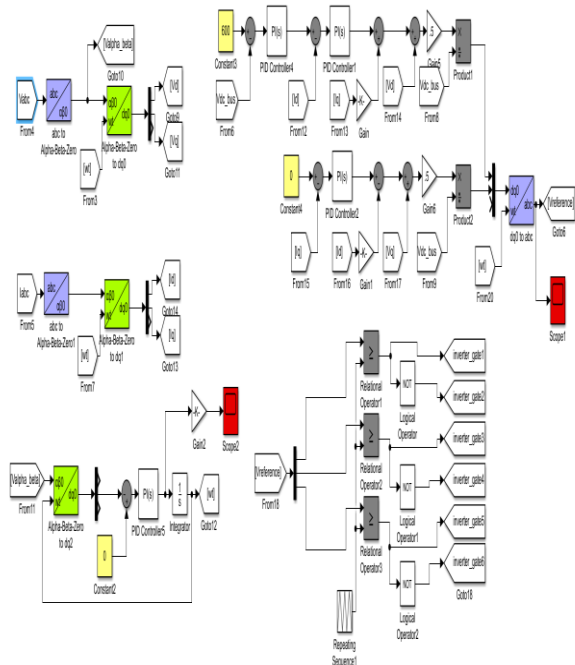 [Valpha_beta]
Goto10
Vabc
From4
abc
αβ0
abc to
Alpha-Beta-Zero
αβ0
wt
dq0
Alpha-Beta-Zero
to dq0
[Vd]
Goto9
[Vq]
Goto11
[wt]
From3
600
Constant3
PI(s)
PID Controller4
PI(s)
PID Controller1
.5
Gain5
Product1
Vdc_bus
From6
[Id]
From12
[Iq]
From13
-K-
Gain
[Vd]
From14
Vdc_bus
From8
0
Constant4
PI(s)
PID Controller2
.5
Gain6
Product2
[Iq]
From15
[Id]
From16
-K-
Gain1
[Vq]
From17
Vdc_bus
From9
dq0
wt
abc
dq0 to abc
[Vreference]
Goto6
[wt]
From20
Scope1
Iabc
From5
abc
αβ0
abc to
Alpha-Beta-Zero1
αβ0
wt
dq0
Alpha-Beta-Zero
to dq1
[Id]
Goto14
[Iq]
Goto13
[wt]
From7
-K-
Gain2
Scope2
[Valpha_beta]
From11
αβ0
wt
dq0
Alpha-Beta-Zero
to dq2
PI(s)
PID Controller5
1
s
Integrator
[wt]
Goto12
0
Constant2
[Vreference]
From18
≥
Relational
Operator1
NOT
Logical
Operator
inverter_gate1
inverter_gate2
≥
Relational
Operator2
NOT
Logical
Operator1
inverter_gate3
inverter_gate4
≥
Relational
Operator3
NOT
Logical
Operator2
inverter_gate5
inverter_gate6
Goto18
Repeating
Sequence1